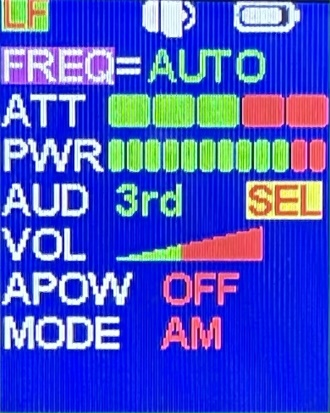 LF
FREQ=AUTO
ATT
PWR
AUD 3rd SEL
VOL
APOW OFF
MODE AM